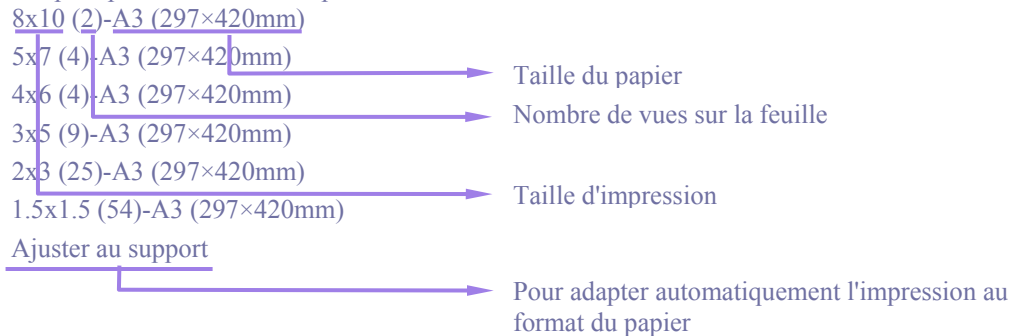 8x10 (2)-A3 (297×420mm)
5x7 (4)-A3 (297×420mm)
Taille du papier
4x6 (4)-A3 (297×420mm)
Nombre de vues sur la feuille
3x5 (9)-A3 (297×420mm)
2x3 (25)-A3 (297×420mm)
Taille d'impression
1.5x1.5 (54)-A3 (297×420mm)
Ajuster au support
Pour adapter automatiquement l'impression au
format du papier